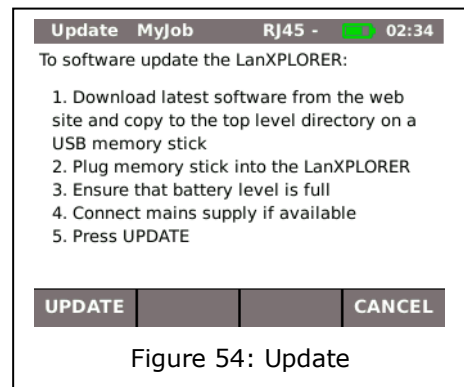 Update MyJob RJ45 - 02:34
To software update the LanXPLORER:
1. Download latest software from the web
site and copy to the top level directory on a
USB memory stick
2. Plug memory stick into the LanXPLORER
3. Ensure that battery level is full
4. Connect mains supply if available
5. Press UPDATE
UPDATE CANCEL
Figure 54: Update